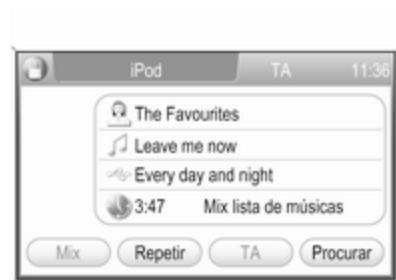 iPod TA 11:36
The Favourites
Leave me now
Every day and night
3:47 Mix lista de músicas
Mix Repetir TA Procurar